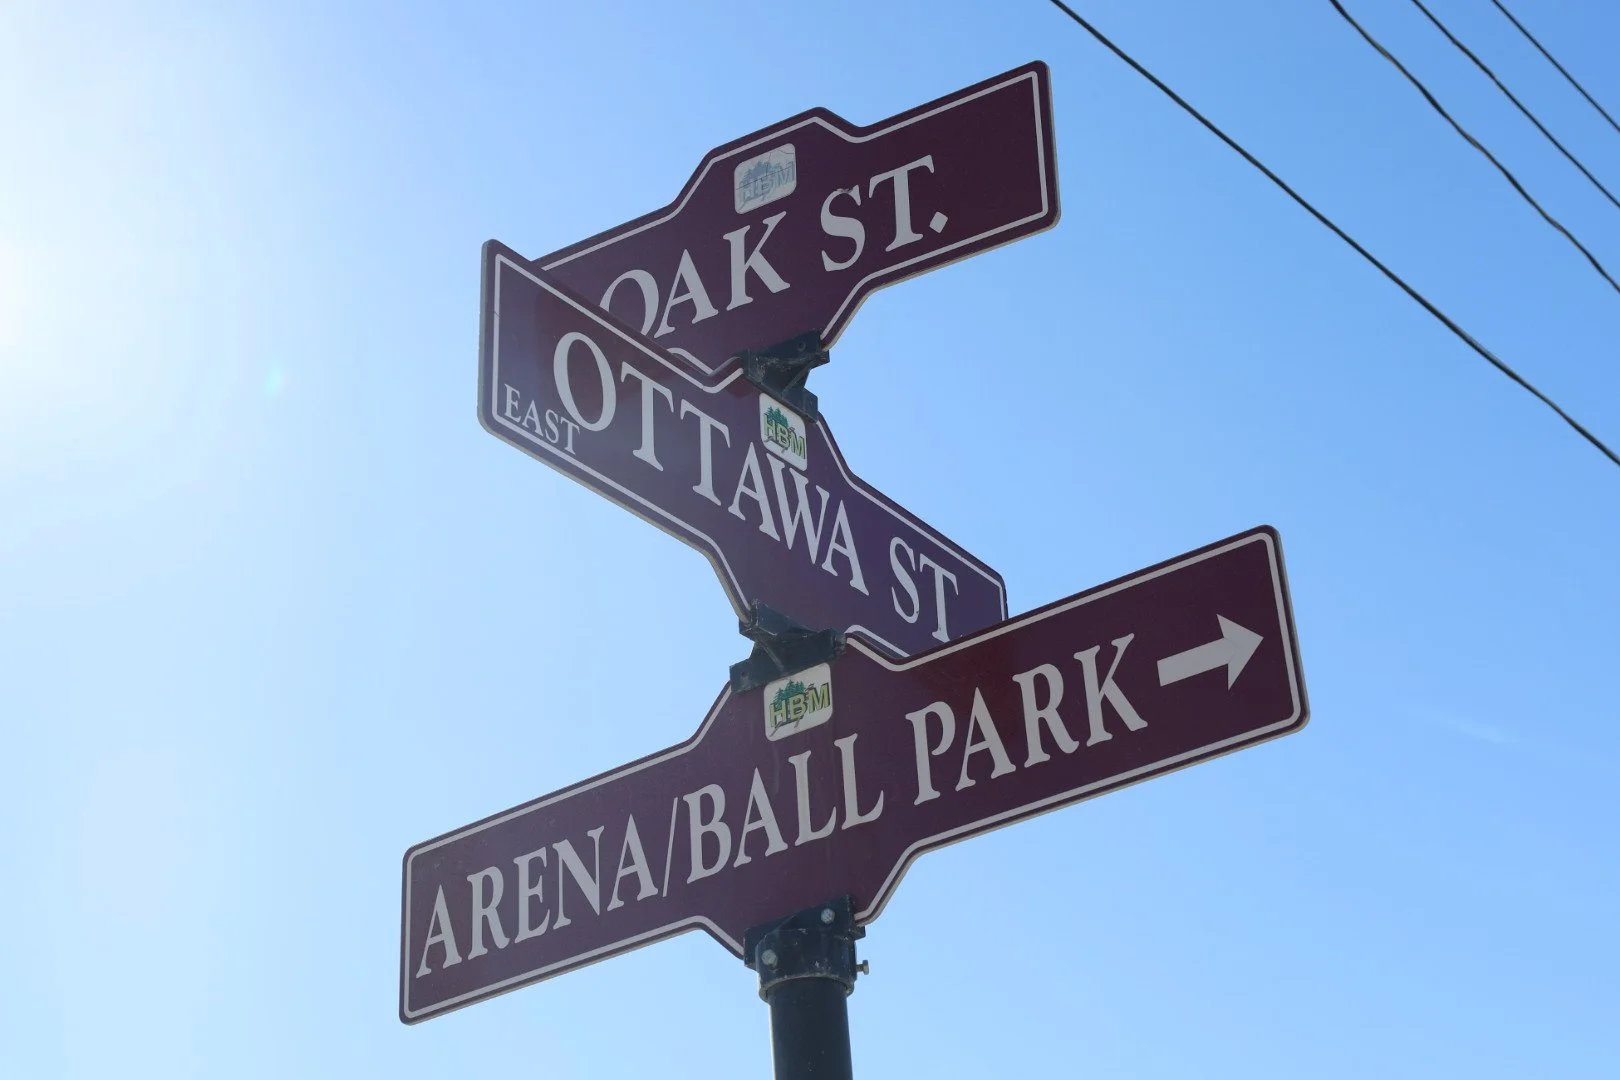 HBM
OAK ST.
HBM
OTTAWA ST
EAST
HBM
ARENA/BALL PARK